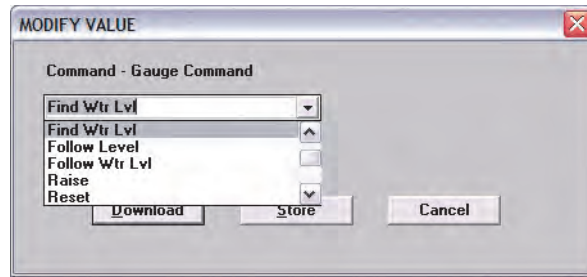 MODIFY VALUE
Command - Gauge Command
Find Wtr Lvl
Find Wtr Lvl
Follow Level
Follow Wtr Lvl
Raise
Reset
Download Store Cancel